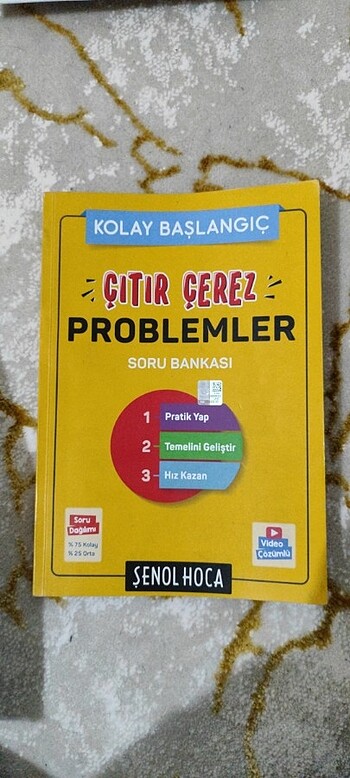 KOLAY BAŞLANGIÇ
ÇITIR ÇEREZ
PROBLEMLER
SORU BANKASI
1 Pratik Yap
2 Temelini Geliştir
3 Hız Kazan
Soru
Dağılımı
% 75 Kolay
% 25 Orta
Video
Çözümlü
ŞENOL HOCA